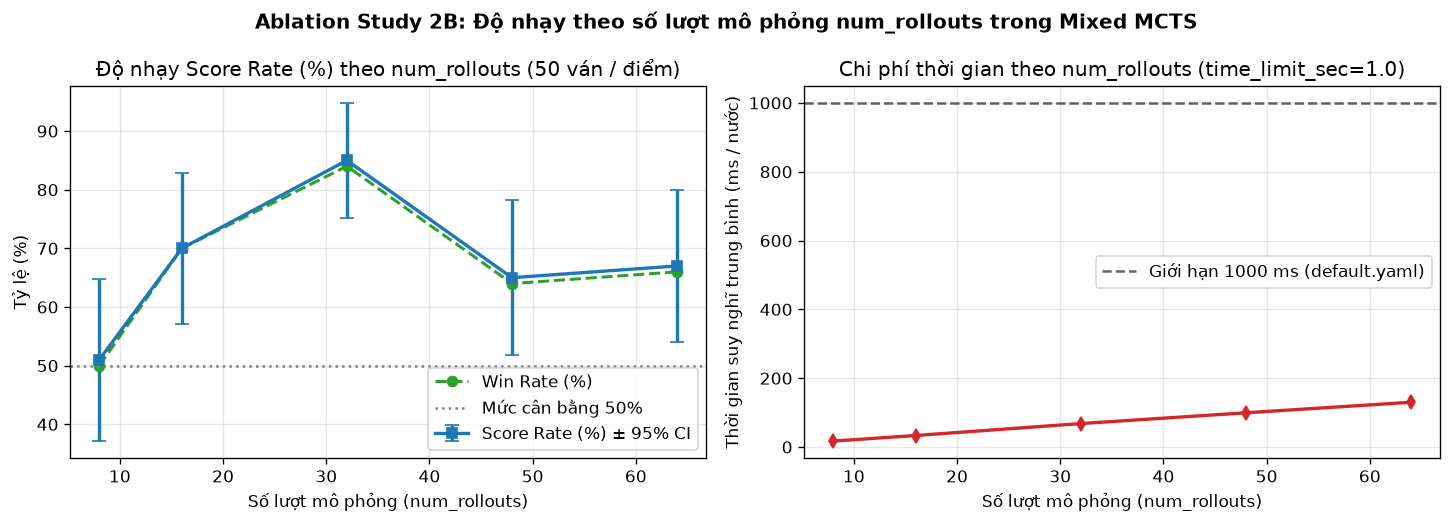 Ablation Study 2B: Độ nhạy theo số lượt mô phỏng num_rollouts trong Mixed MCTS
Độ nhạy Score Rate (%) theo num_rollouts (50 ván / điểm)
Tỷ lệ (%)
90
80
70
60
50
40
10
20
30
40
50
60
Số lượt mô phỏng (num_rollouts)
Win Rate (%)
Mức cân bằng 50%
Score Rate (%) ± 95% CI
Chi phí thời gian theo num_rollouts (time_limit_sec=1.0)
Thời gian suy nghĩ trung bình (ms / nước)
1000
800
600
400
200
0
10
20
30
40
50
60
Số lượt mô phỏng (num_rollouts)
Giới hạn 1000 ms (default.yaml)